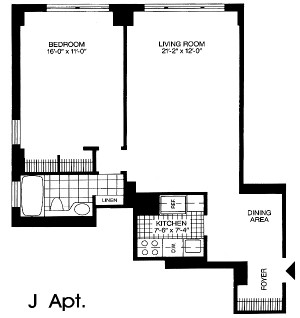 BEDROOM
16'-0" x 11'-0"
LIVING ROOM
21'-2" x 12'-0"
LINEN
REF.
KITCHEN
7'-6" x 7'-4"
D.W.
DINING
AREA
FOYER
J Apt.